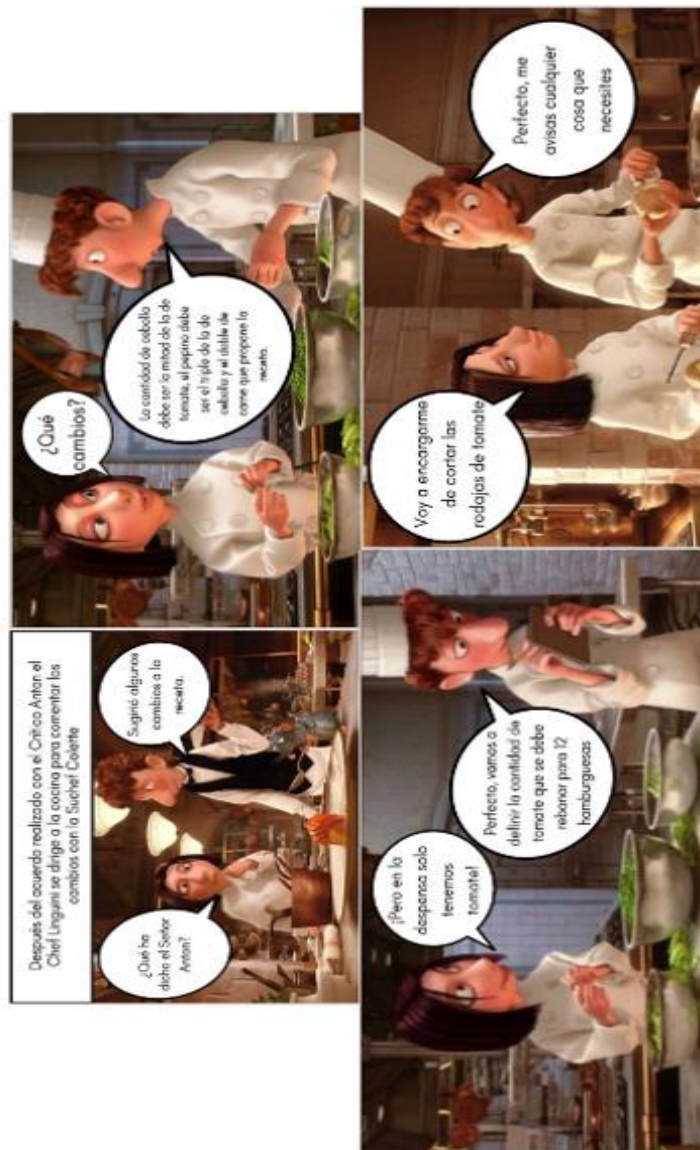 Después del acuerdo realizado con el Crítico Anton el
Chef Linguini se dirige a la cocina para comentar los
cambios con la Suchef Colette
¿Qué ha
dicho el Señor
Anton?
Sugirió algunos
cambios a la
receta.
¿Qué
cambios?
La cantidad de cebolla
debe ser la mitad de la de
tomate, el pepino debe
ser el triple de la de
cebolla y el doble de
carne que propone la
receta.
¡Pero en la
despensa solo
tenemos
tomate!
Perfecto, vamos a
definir la cantidad de
tomate que se debe
rebanar para 12
hamburguesas
Voy a encargarme
de cortar las
rodajas de tomate
Perfecto, me
avisas cualquier
cosa que
necesites